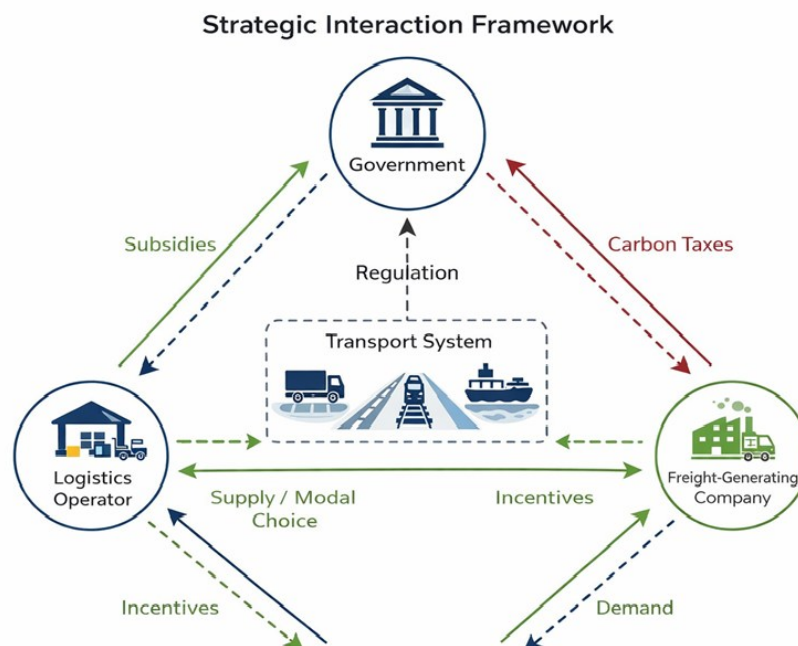 Strategic Interaction Framework
Government
Subsidies
Carbon Taxes
Regulation
Transport System
Logistics
Operator
Freight-Generating
Company
Supply / Modal
Choice
Incentives
Incentives
Demand